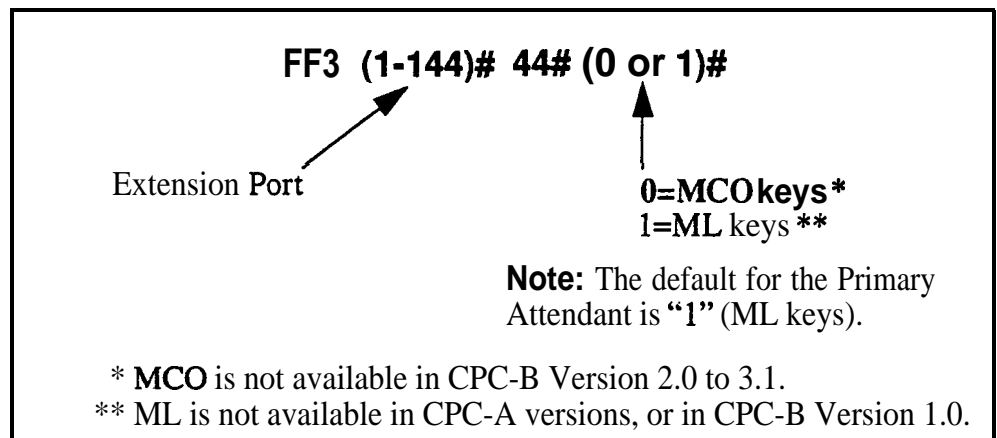 FF3 (1-144)# 44# (0 or 1)#
Extension Port
0=MCO keys*
1=ML keys **
Note: The default for the Primary
Attendant is “1” (ML keys).
* MCO is not available in CPC-B Version 2.0 to 3.1.
** ML is not available in CPC-A versions, or in CPC-B Version 1.0.